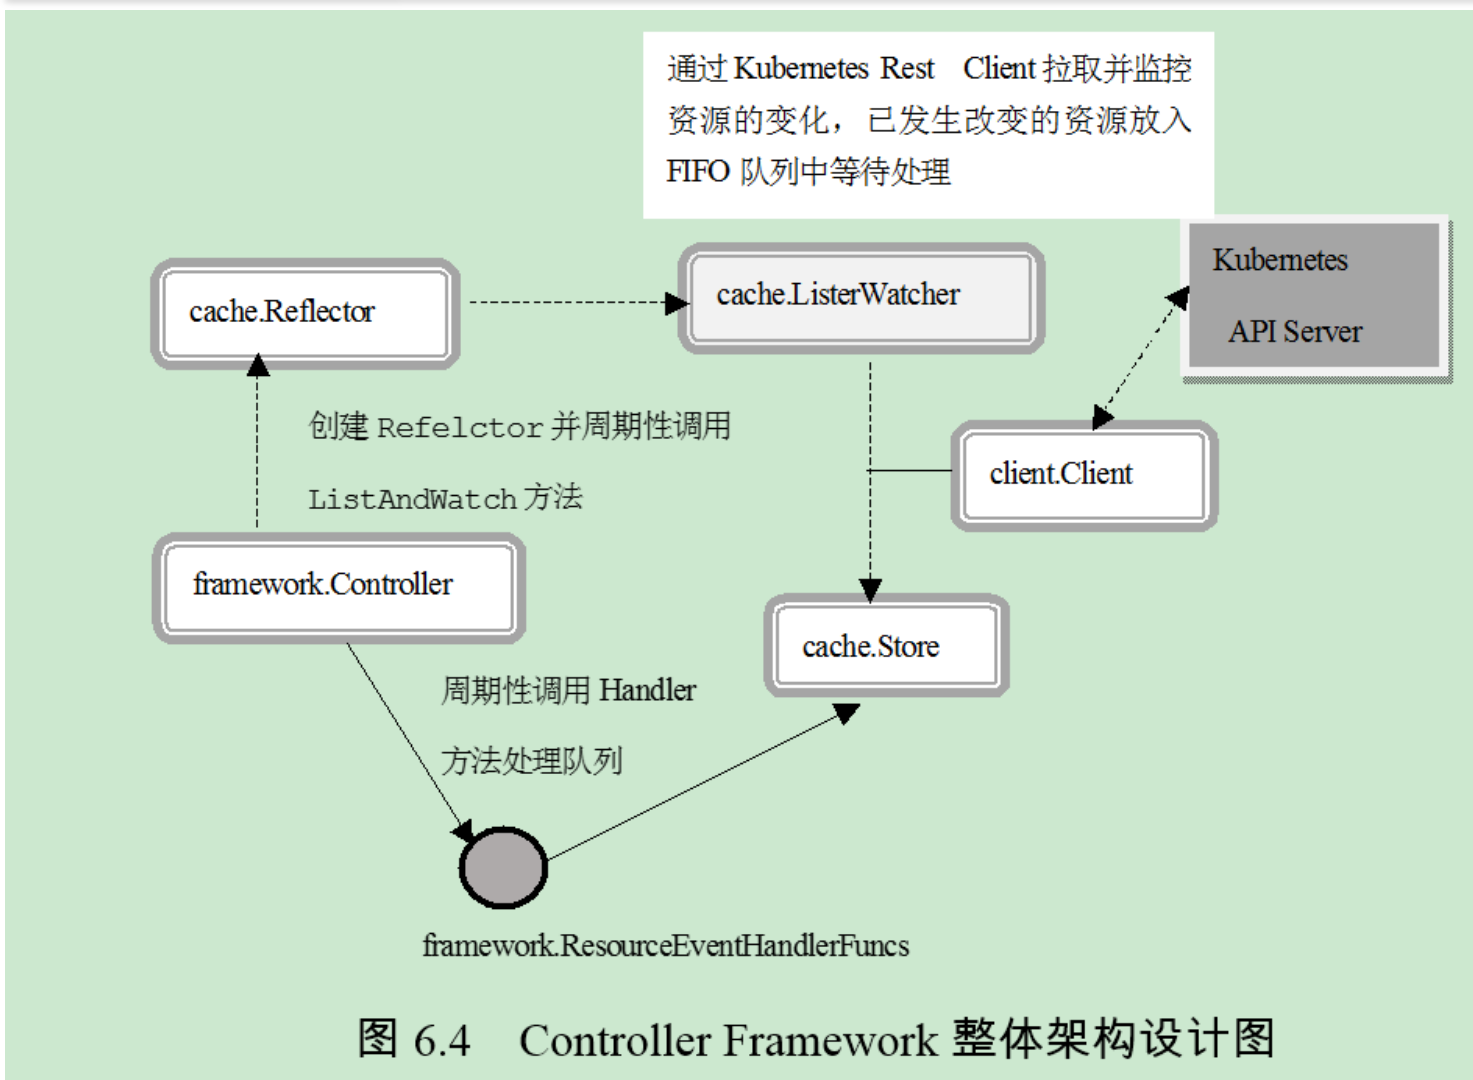 通过 Kubernetes Rest Client 拉取并监控
资源的变化，已发生改变的资源放入
FIFO 队列中等待处理
Kubernetes
API Server
cache.Reflector
cache.ListerWatcher
创建 Refelctor 并周期性调用
ListAndWatch 方法
client.Client
framework.Controller
cache.Store
周期性调用 Handler
方法处理队列
framework.ResourceEventHandlerFuncs
图 6.4 Controller Framework 整体架构设计图